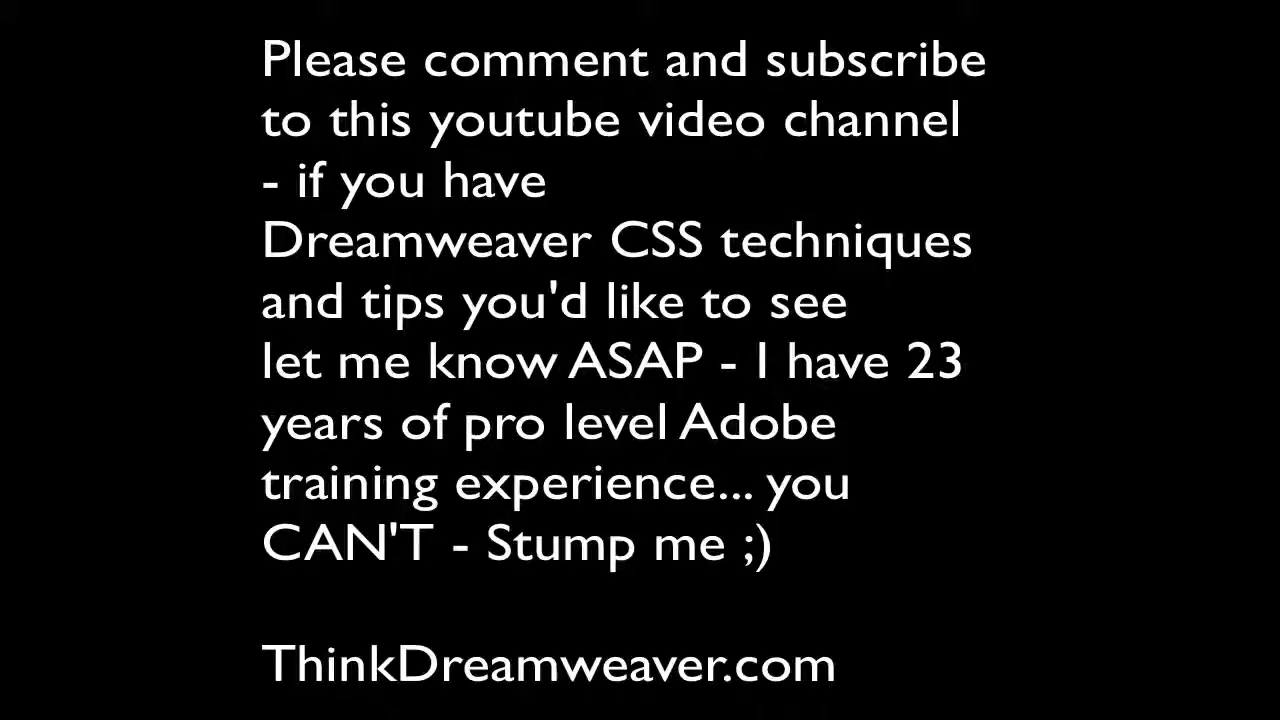 Please comment and subscribe
to this youtube video channel
- if you have
Dreamweaver CSS techniques
and tips you'd like to see
let me know ASAP - I have 23
years of pro level Adobe
training experience... you
CAN'T - Stump me ;)
ThinkDreamweaver.com